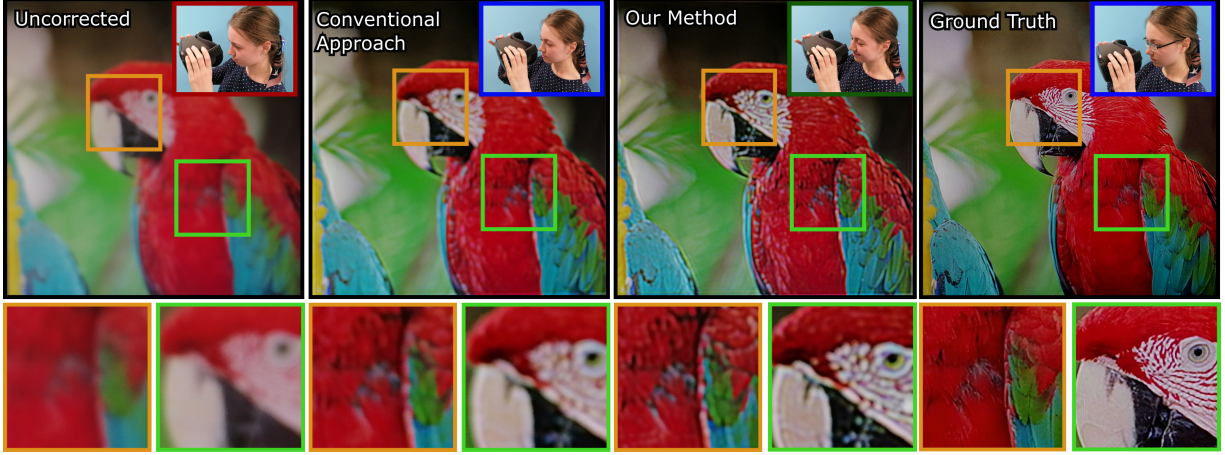 Uncorrected
Conventional
Approach
Our Method
Ground Truth